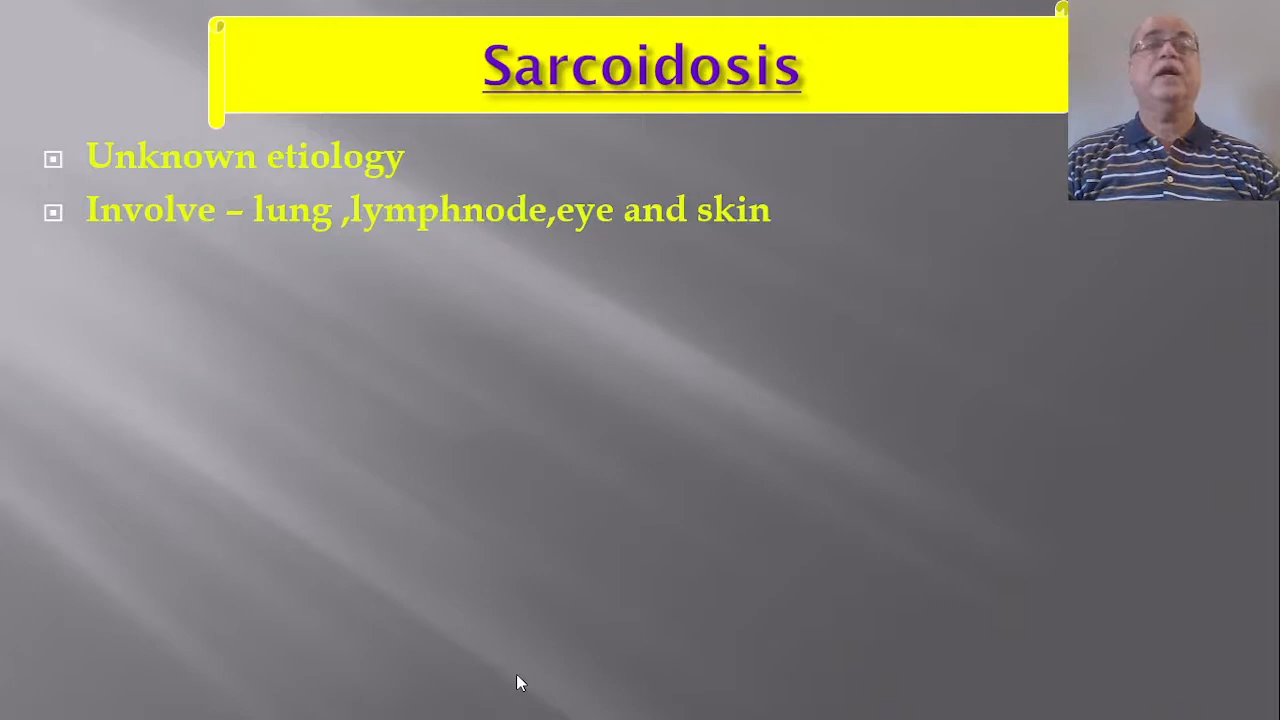 Sarcoidosis
Unknown etiology
Involve – lung ,lymphnode,eye and skin